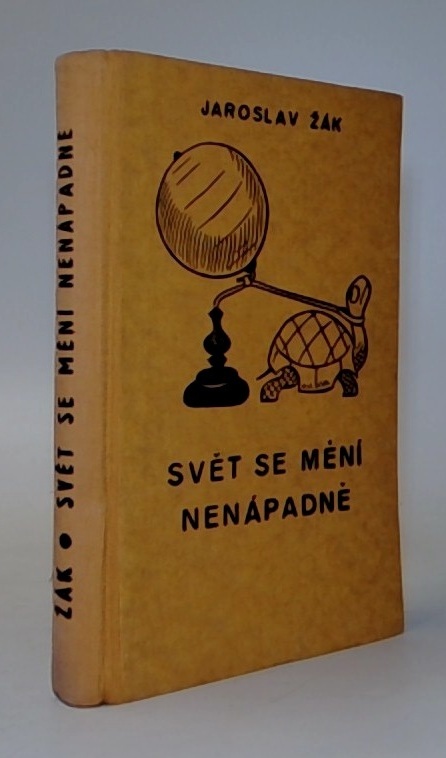 JAROSLAV ŽÁK
SVĚT SE MĚNÍ
NENÁPADNĚ
ŽÁK • SVĚT SE MĚNÍ NENÁPADNĚ